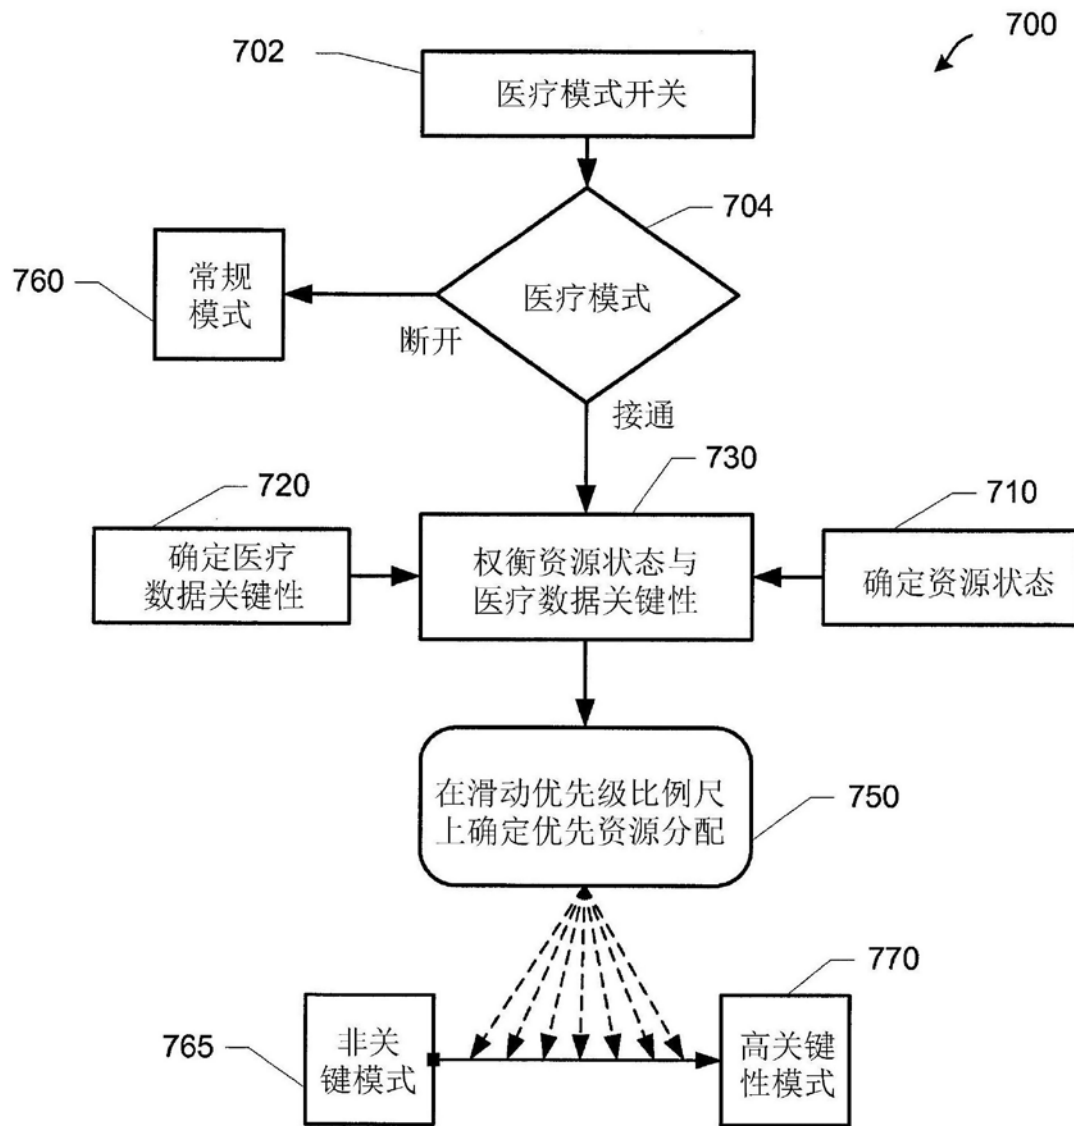 700
702
医疗模式开关
704
医疗模式
760
常规
模式
断开
接通
720
确定医疗
数据关键性
730
权衡资源状态与
医疗数据关键性
710
确定资源状态
在滑动优先级比例尺
上确定优先资源分配
750
765
非关
键模式
770
高关键
性模式